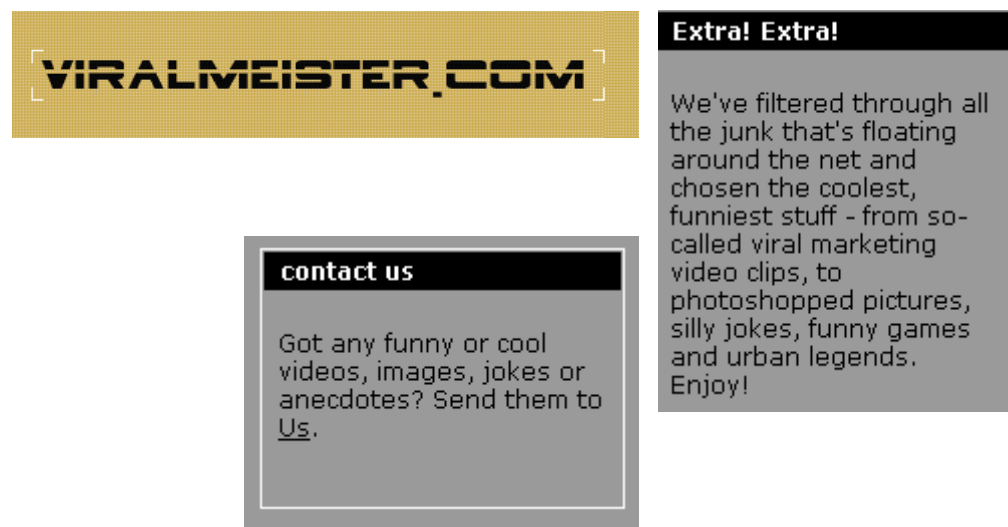 VIRALMEISTER.COM
Extra! Extra!
We've filtered through all
the junk that's floating
around the net and
chosen the coolest,
funniest stuff - from so-
called viral marketing
video clips, to
photoshopped pictures,
silly jokes, funny games
and urban legends.
Enjoy!
contact us
Got any funny or cool
videos, images, jokes or
anecdotes? Send them to
Us.